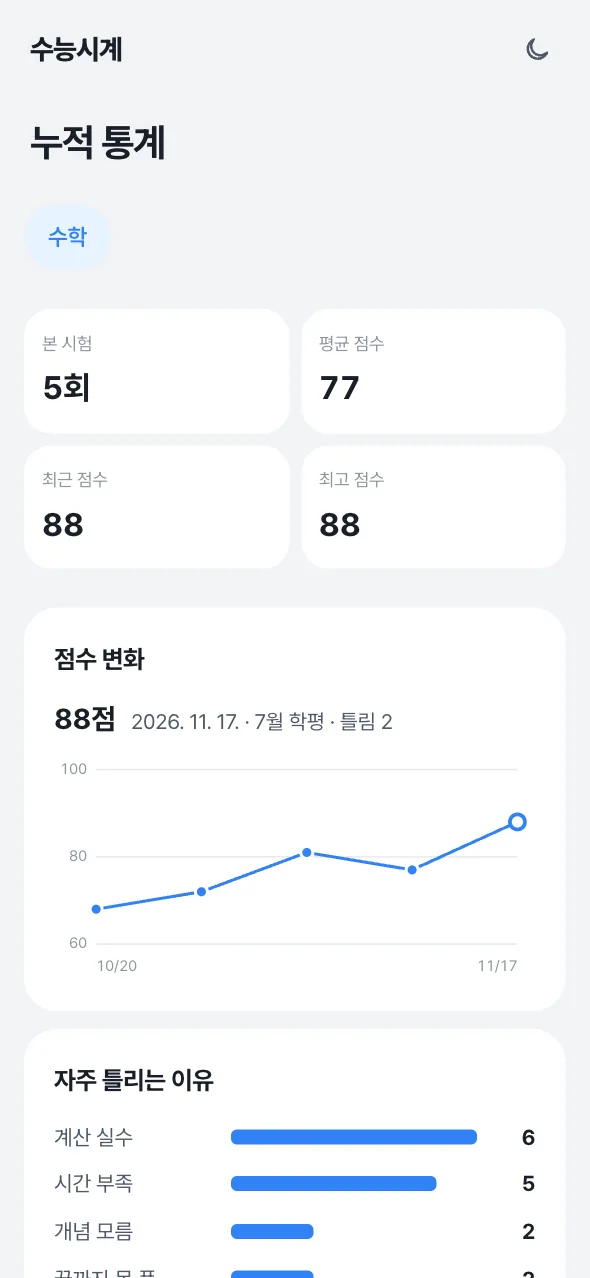 수능시계
누적 통계
수학
본 시험
5회
평균 점수
77
최근 점수
88
최고 점수
88
점수 변화
88점 2026. 11. 17. · 7월 학평 · 틀림 2
100
80
60
10/20 11/17
자주 틀리는 이유
계산 실수 6
시간 부족 5
개념 모름 2